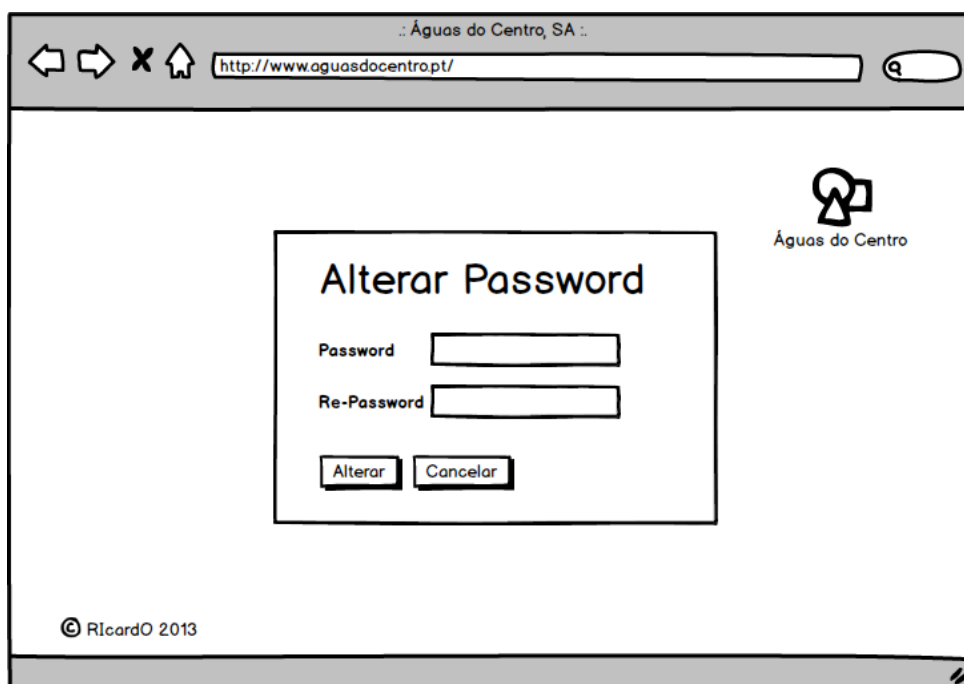 .: Águas do Centro, SA :.
http://www.aguasdocentro.pt/
Águas do Centro
Alterar Password
Password
Re-Password
Alterar Cancelar
© RIcardO 2013